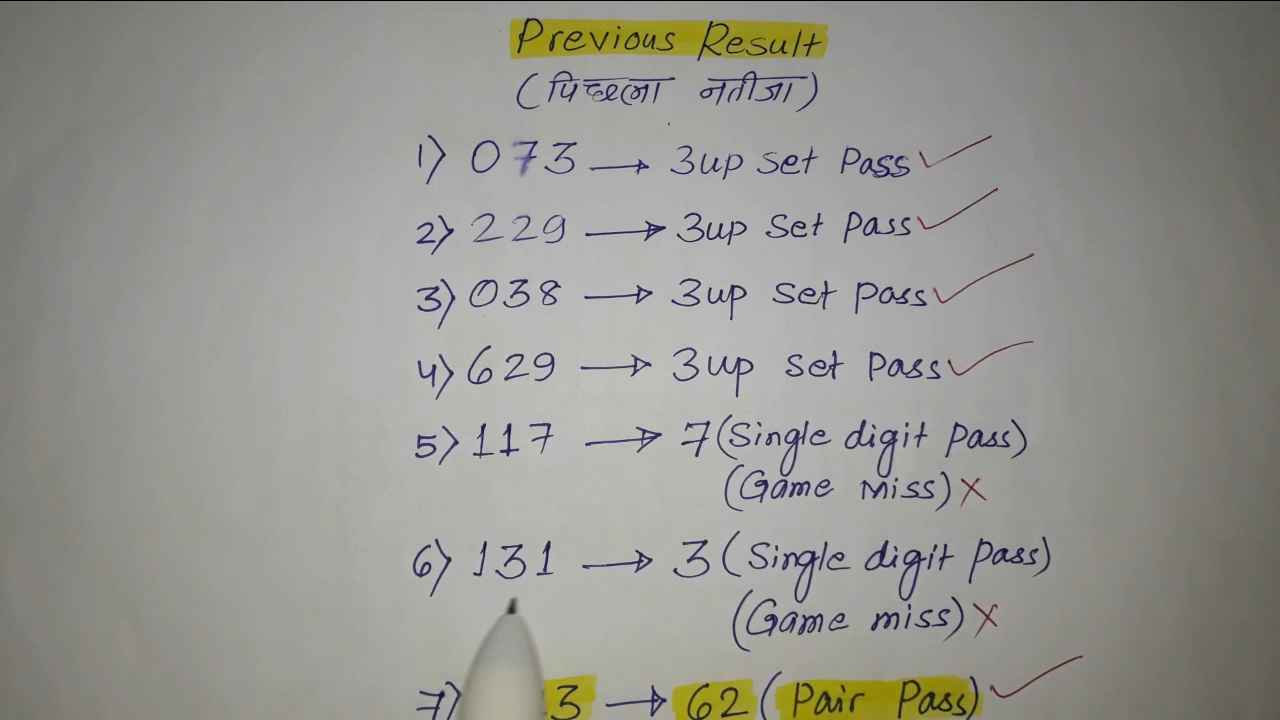 Previous Result
(पिछला नतीजा)
1) 073 → 3up set Pass ✓
2) 229 → 3up Set Pass ✓
3) 038 → 3up set pass ✓
4) 629 → 3up set pass ✓
5) 117 → 7 (Single digit pass)
(Game Miss) ✗
6) 131 → 3 (Single digit pass)
(Game miss) ✗
7) 3 → 62 (Pair Pass) ✓